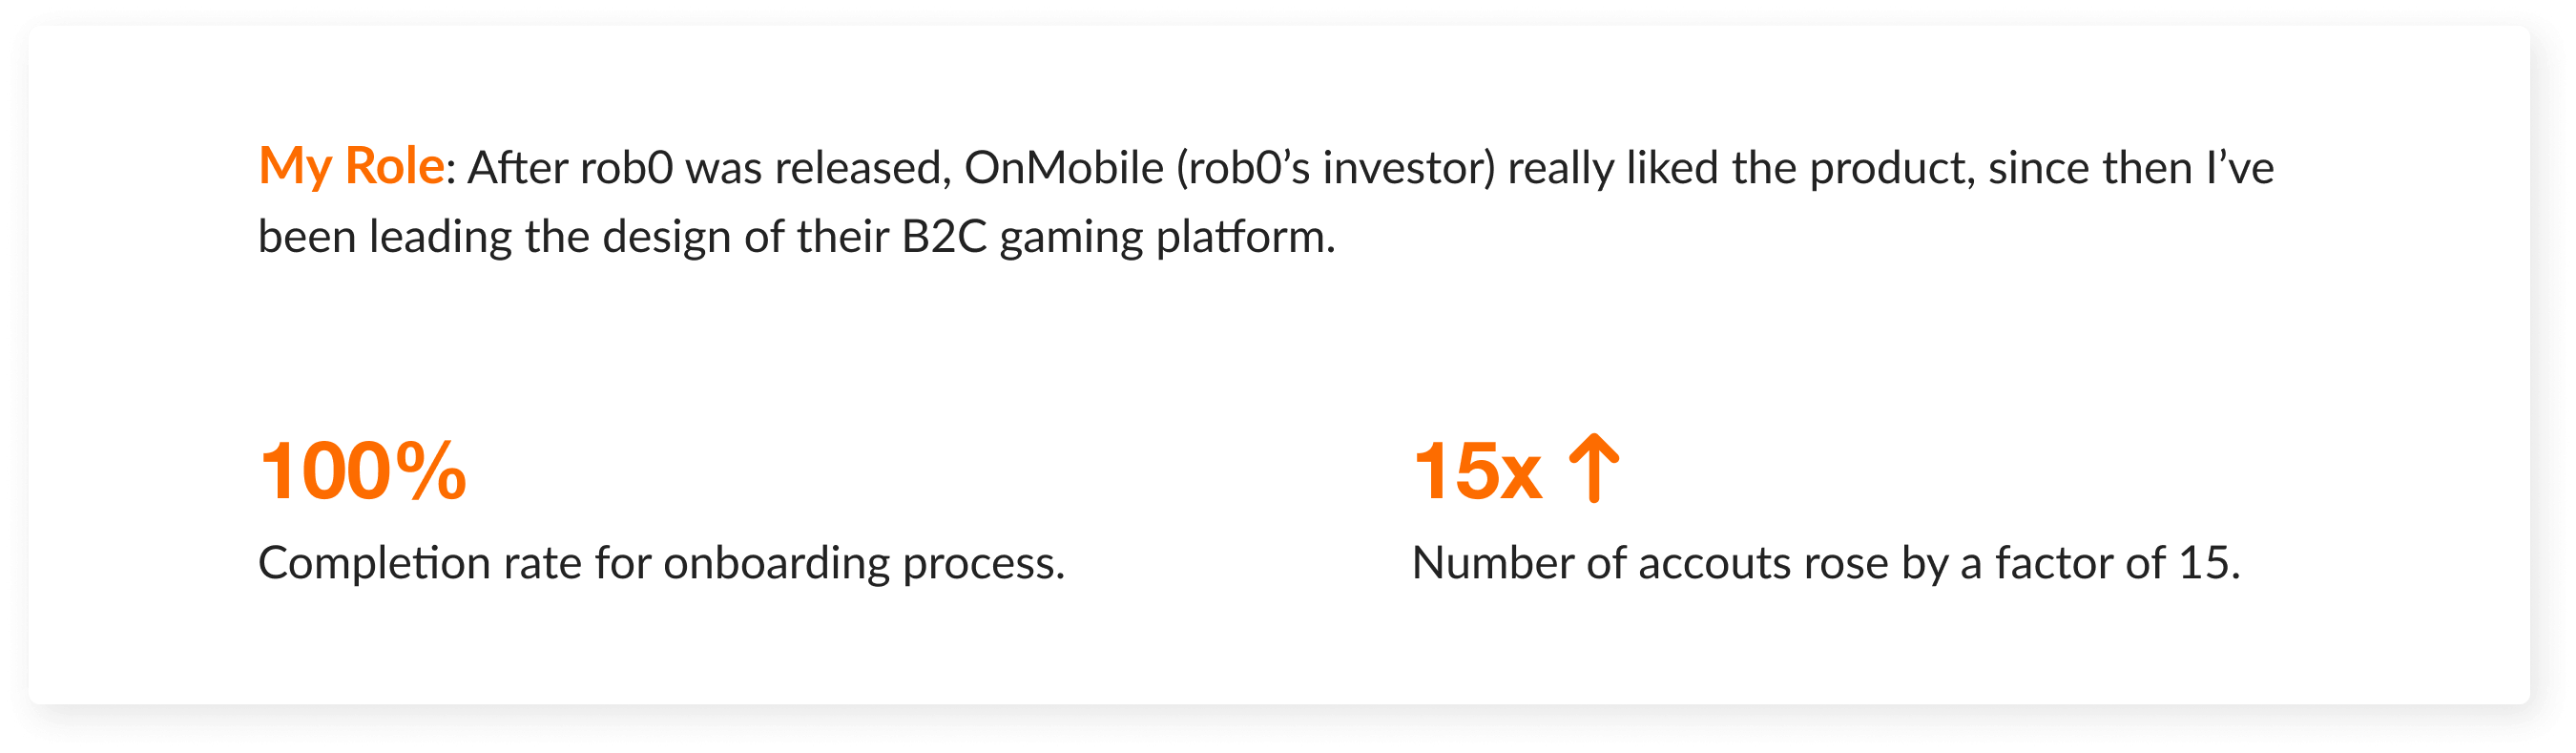 My Role: After rob0 was released, OnMobile (rob0’s investor) really liked the product, since then I’ve
been leading the design of their B2C gaming platform.
100%
Completion rate for onboarding process.
15x ↑
Number of accouts rose by a factor of 15.